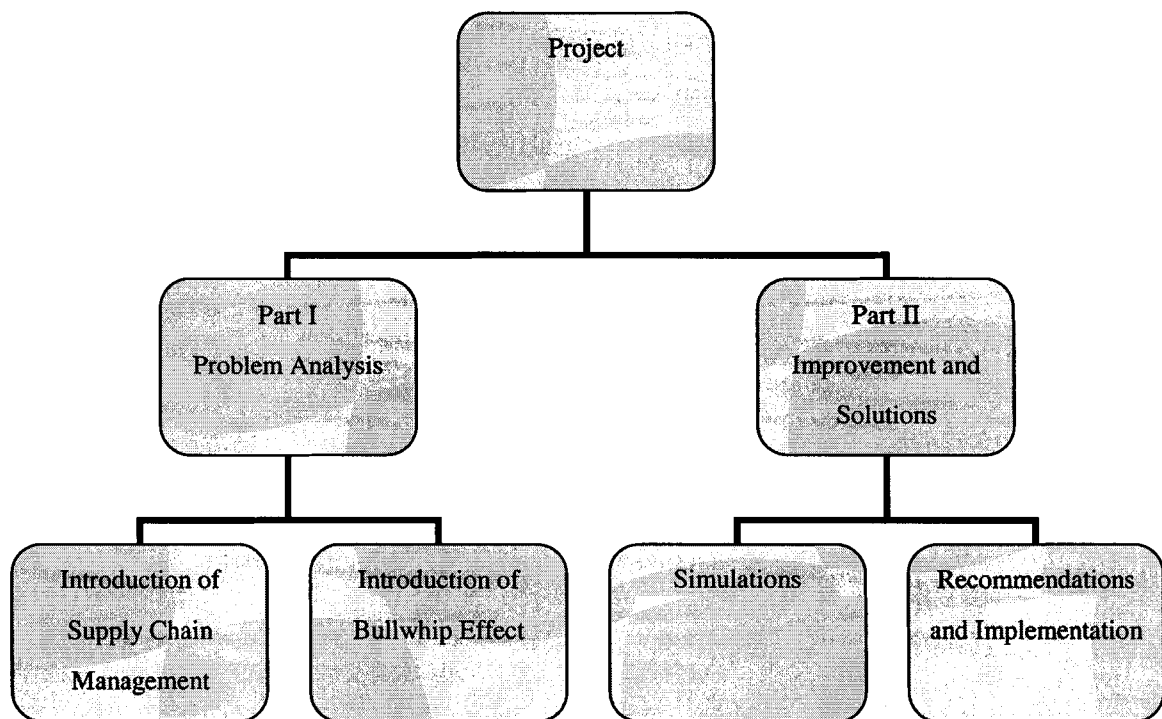 Project
Part I
Problem Analysis
Part II
Improvement and
Solutions
Introduction of
Supply Chain
Management
Introduction of
Bullwhip Effect
Simulations
Recommendations
and Implementation